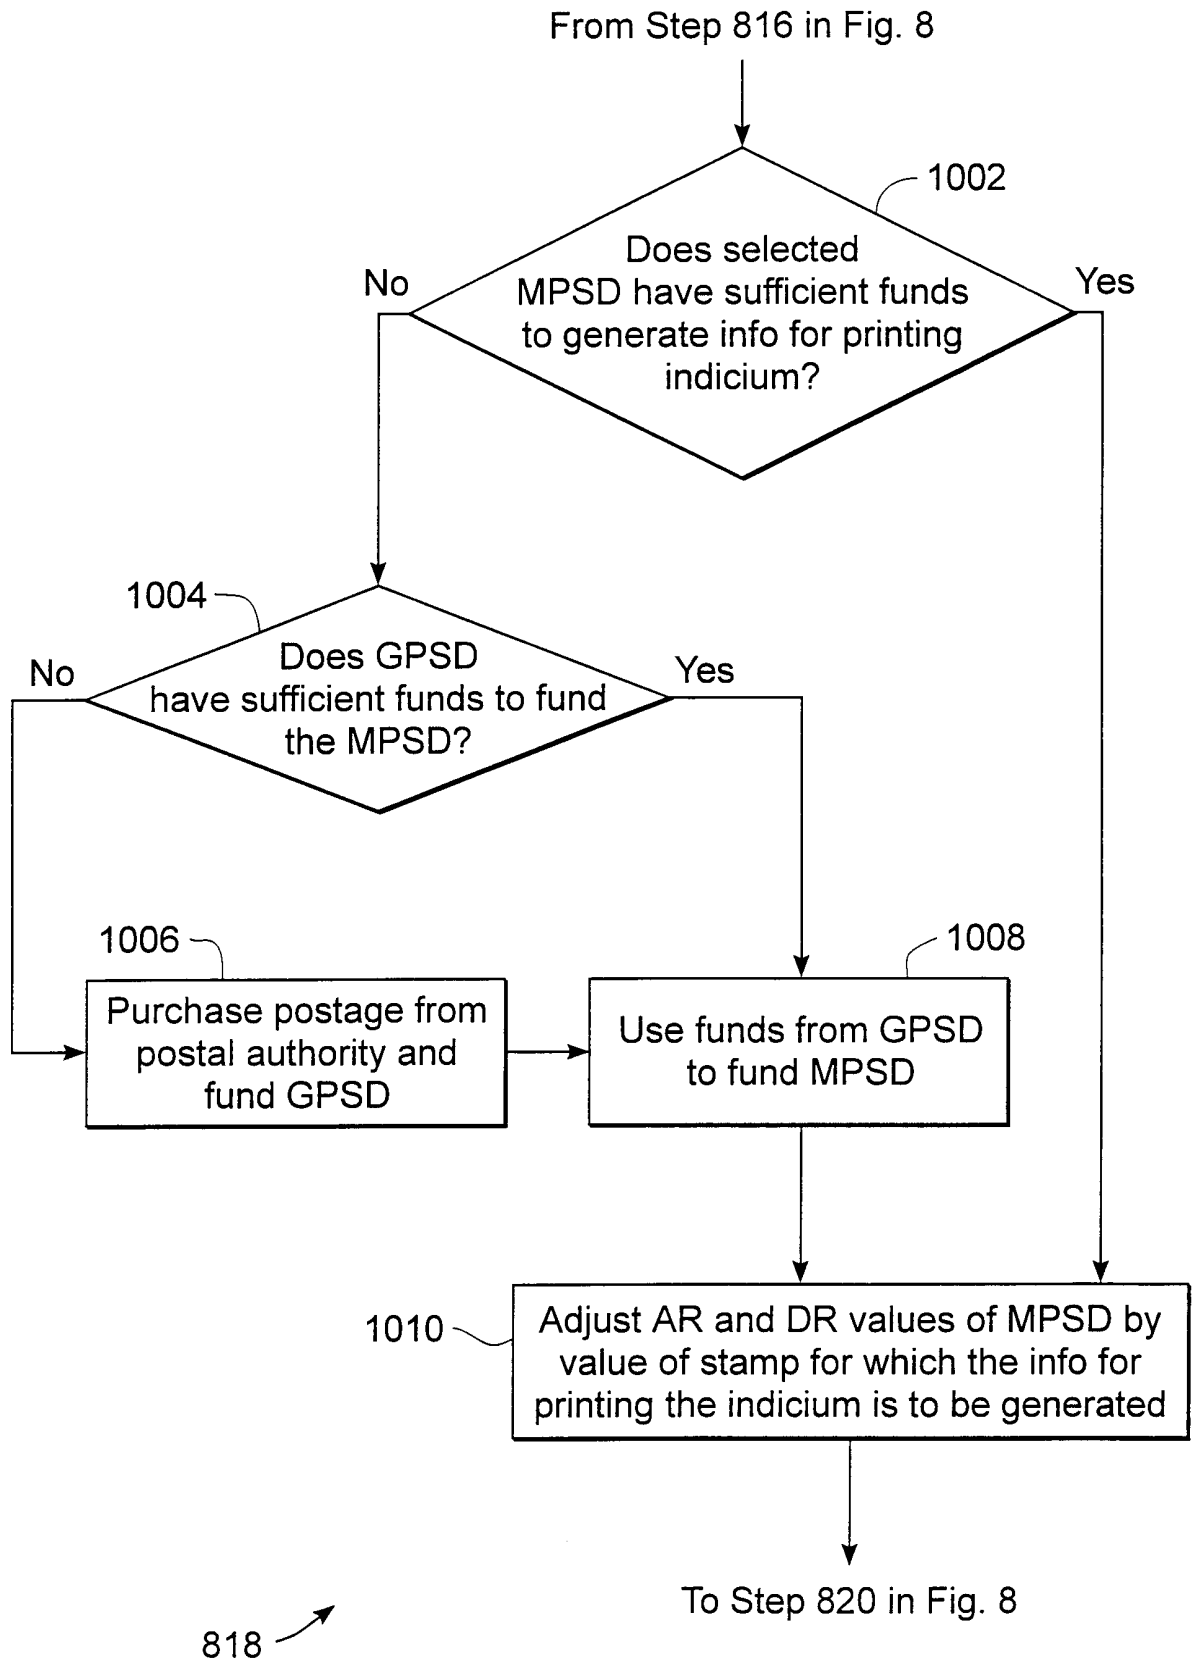 From Step 816 in Fig. 8
1002
Does selected
MPSD have sufficient funds
to generate info for printing
indicium?
No
Yes
1004
Does GPSD
have sufficient funds to fund
the MPSD?
No
Yes
1006
Purchase postage from
postal authority and
fund GPSD
1008
Use funds from GPSD
to fund MPSD
1010
Adjust AR and DR values of MPSD by
value of stamp for which the info for
printing the indicium is to be generated
To Step 820 in Fig. 8
818